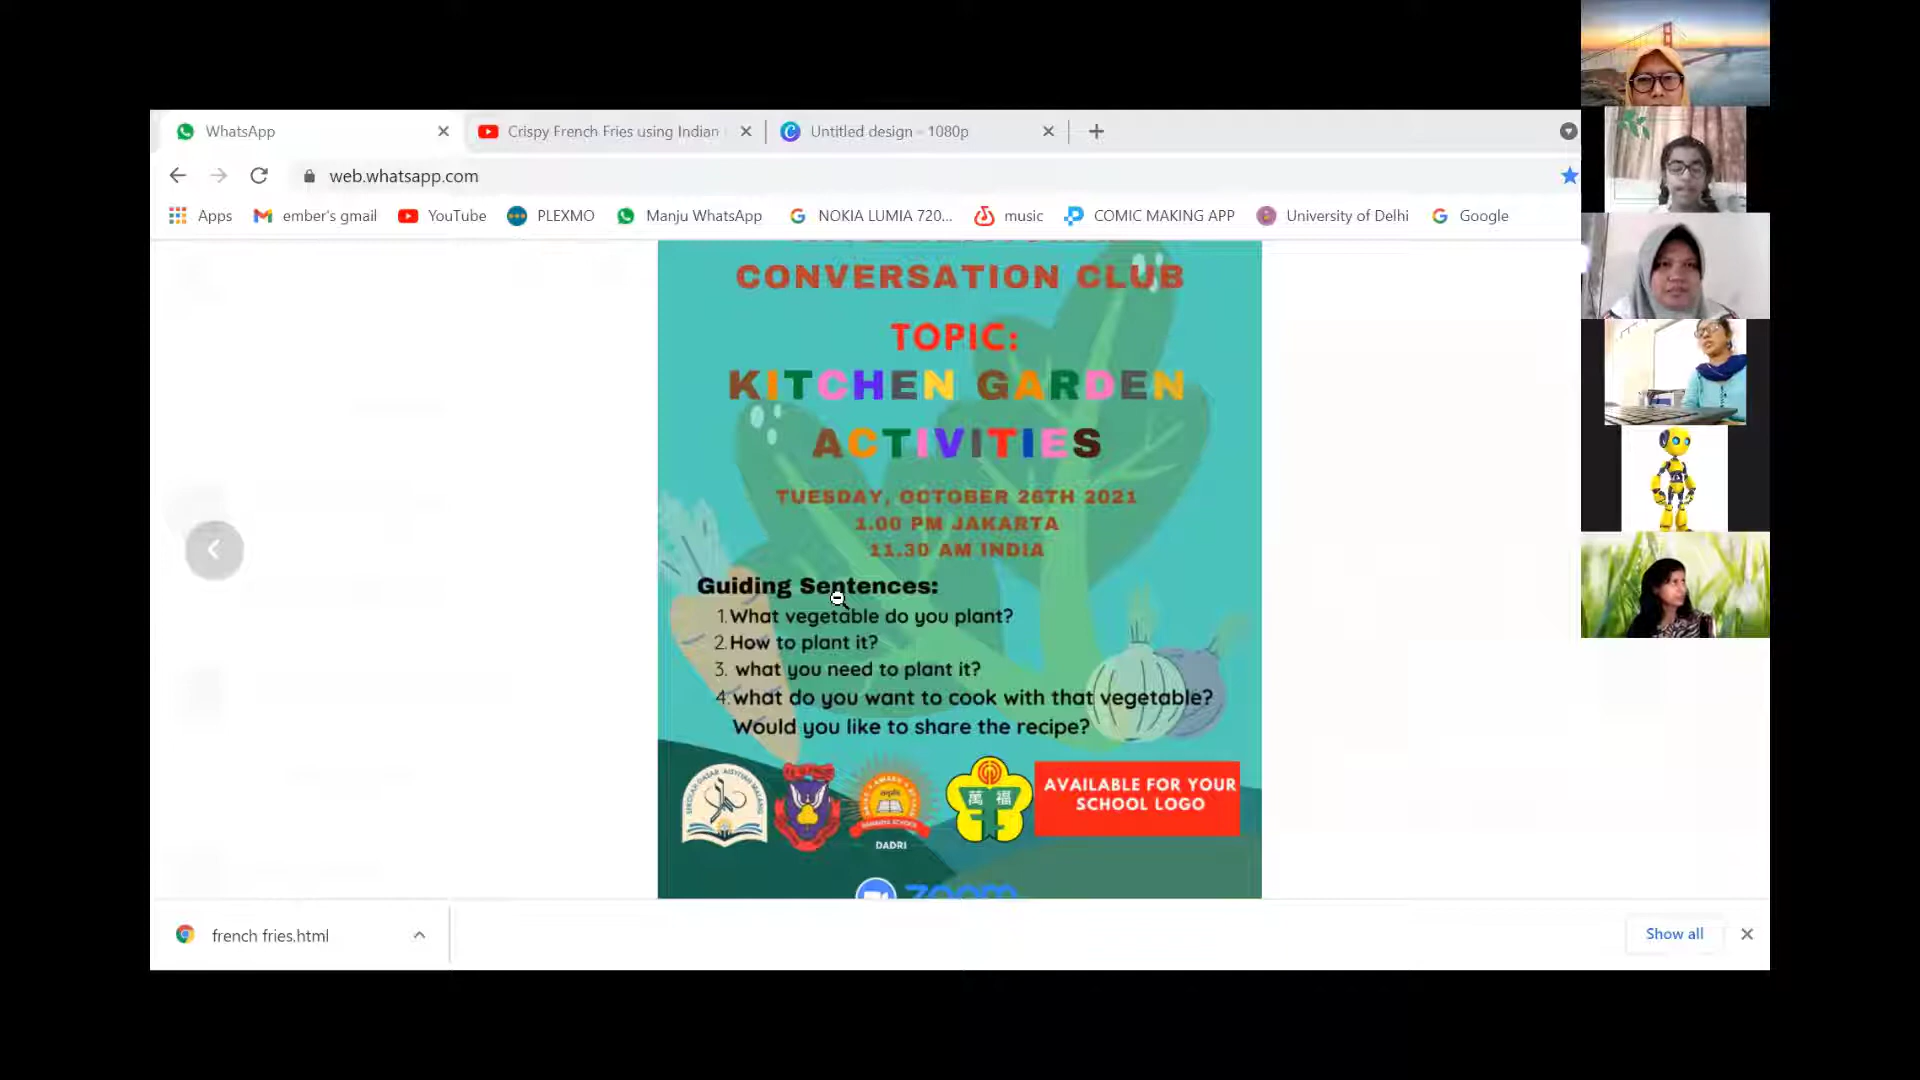 WhatsApp
Crispy French Fries using Indian
Untitled design - 1080p
web.whatsapp.com
Apps
ember's gmail
YouTube
PLEXMO
Manju WhatsApp
NOKIA LUMIA 720...
music
COMIC MAKING APP
University of Delhi
Google
CONVERSATION CLUB
TOPIC:
KITCHEN GARDEN
ACTIVITIES
TUESDAY, OCTOBER 26TH 2021
1.00 PM JAKARTA
11.30 AM INDIA
Guiding Sentences:
1. What vegetable do you plant?
2. How to plant it?
3. what you need to plant it?
4. what do you want to cook with that vegetable?
Would you like to share the recipe?
萬 福
DADRI
AVAILABLE FOR YOUR
SCHOOL LOGO
zoom
french fries.html
Show all